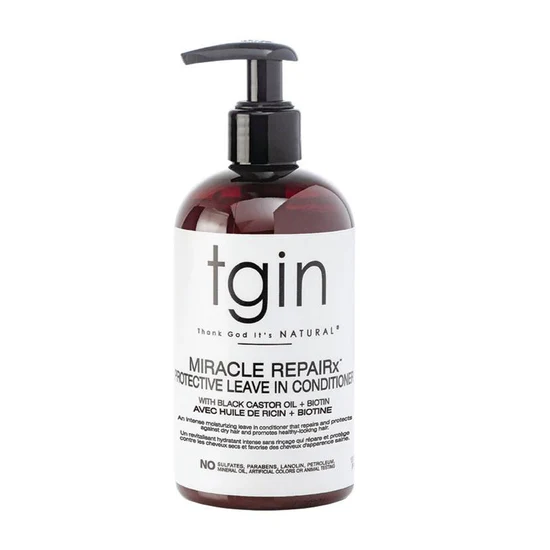 tgin
Thank God It's NATURAL®
MIRACLE REPAIRx™
PROTECTIVE LEAVE IN CONDITIONER
WITH BLACK CASTOR OIL + BIOTIN
AVEC HUILE DE RICIN + BIOTINE
An intense moisturizing leave in conditioner that repairs and protects
against dry hair and promotes healthy-looking hair.
Un revitalisant hydratant intense sans rinçage qui répare et protège
contre les cheveux secs et favorise des cheveux d'apparence saine.
NO SULFATES, PARABENS, LANOLIN, PETROLEUM,
MINERAL OIL, ARTIFICIAL COLORS OR ANIMAL TESTING